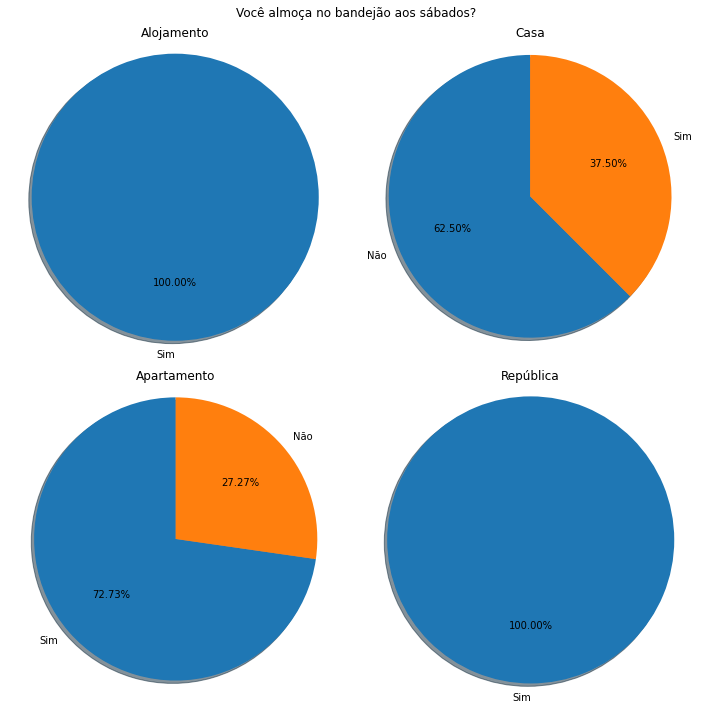 Você almoça no bandejão aos sábados?
Alojamento
100.00%
Sim
Casa
Sim
37.50%
62.50%
Não
Apartamento
Não
27.27%
72.73%
Sim
República
100.00%
Sim